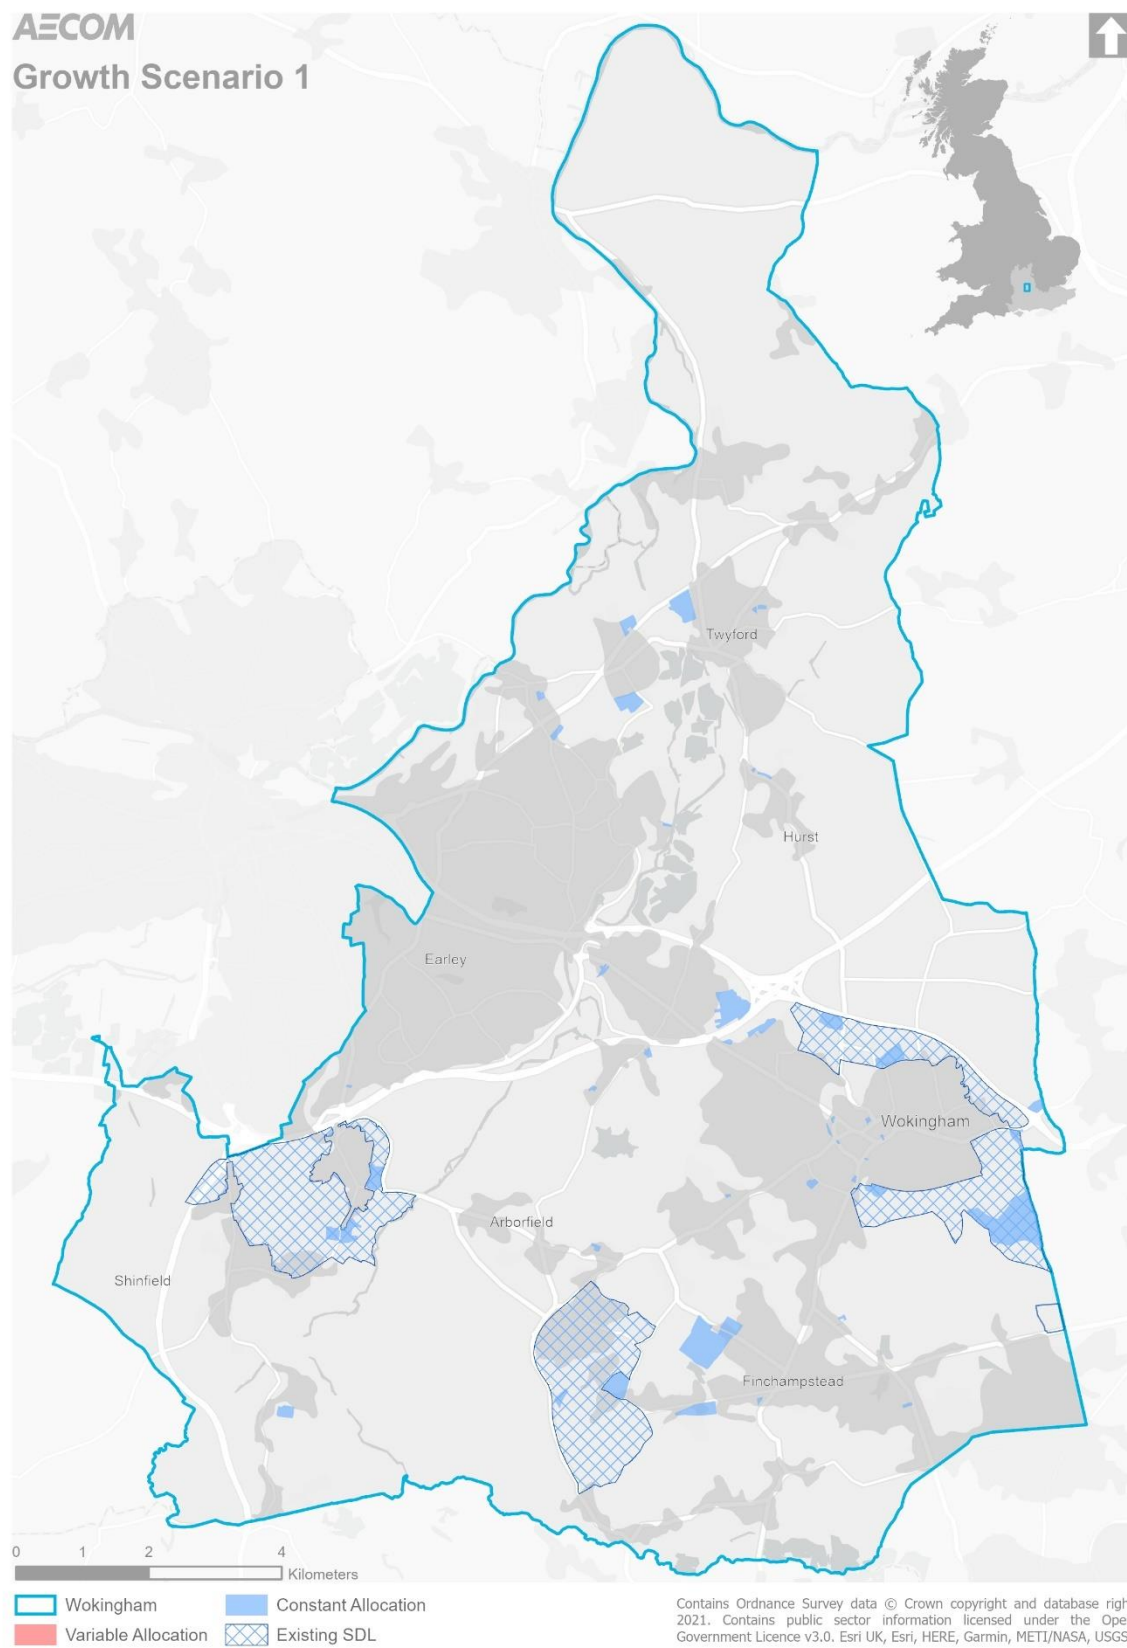 AECOM
Growth Scenario 1
Twyford
Hurst
Earley
Wokingham
Arborfield
Shinfield
Finchampstead
0 1 2 4
Kilometers
Wokingham
Constant Allocation
Variable Allocation
Existing SDL
Contains Ordnance Survey data © Crown copyright and database righ
2021. Contains public sector information licensed under the Ope
Government Licence v3.0. Esri UK, Esri, HERE, Garmin, METI/NASA, USGS